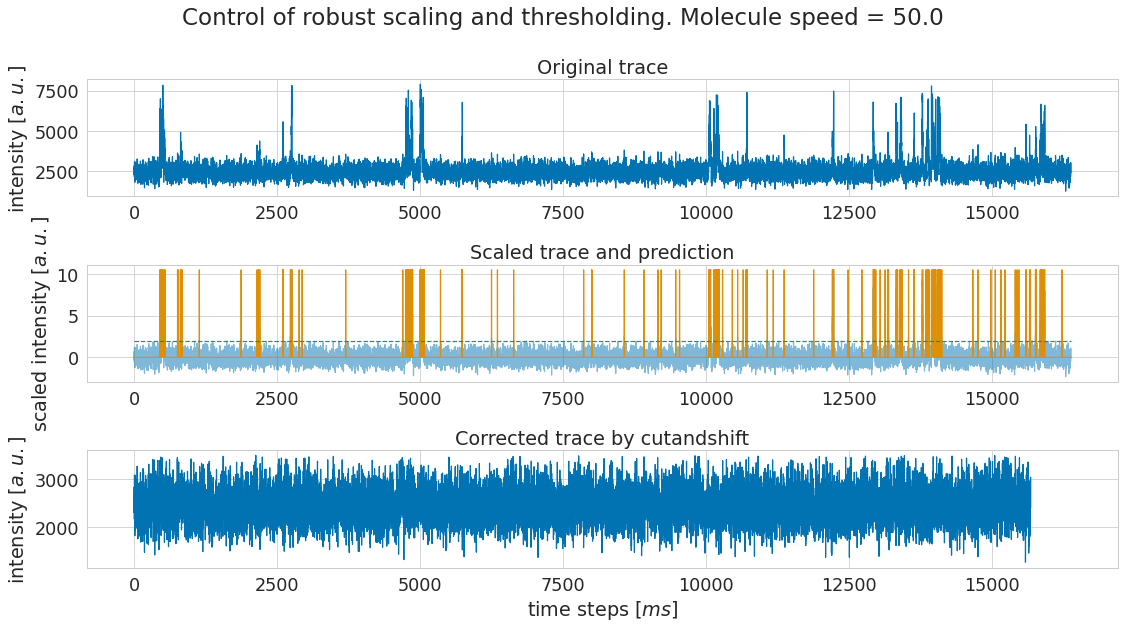 Control of robust scaling and thresholding. Molecule speed = 50.0
Original trace
intensity [a.u.]
7500
5000
2500
0 2500 5000 7500 10000 12500 15000
Scaled trace and prediction
scaled intensity [a.u.]
10
5
0
0 2500 5000 7500 10000 12500 15000
Corrected trace by cutandshift
intensity [a.u.]
3000
2000
0 2500 5000 7500 10000 12500 15000
time steps [ms]